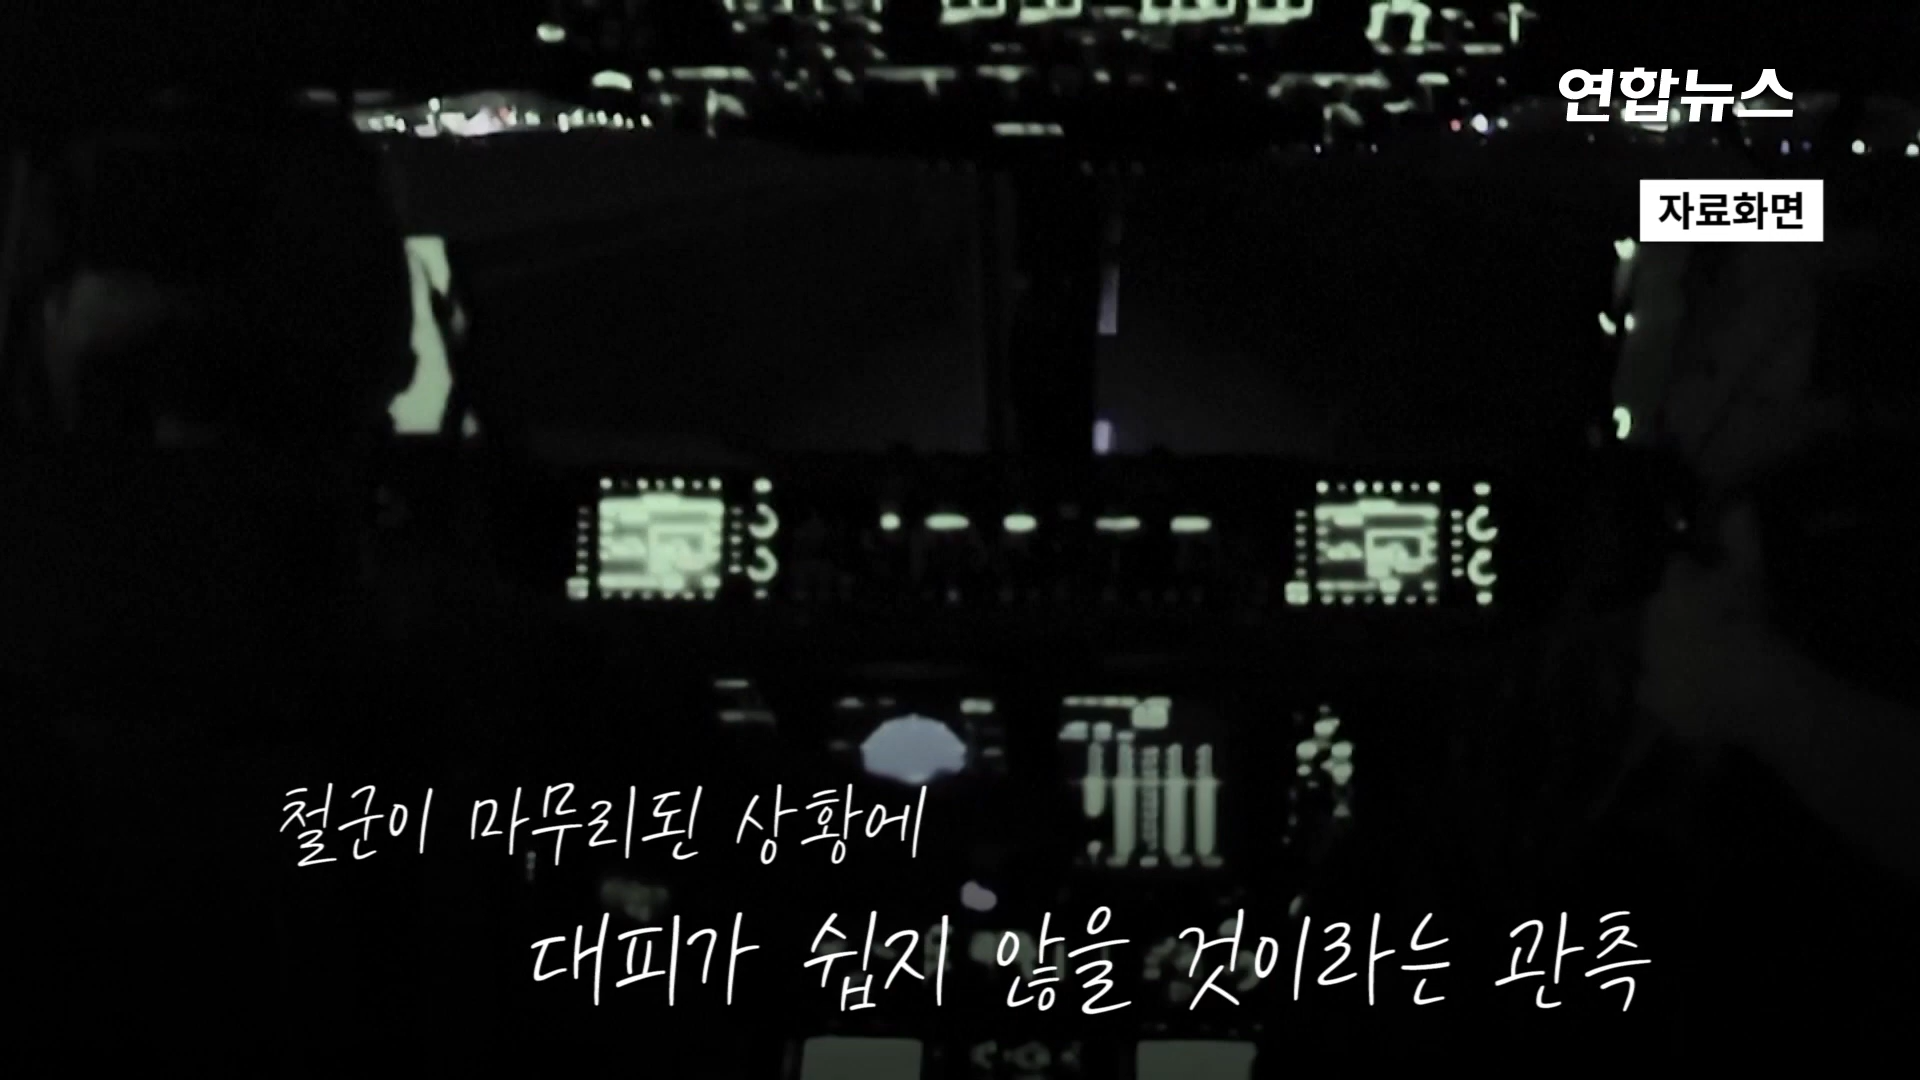 연합뉴스
자료화면
철군이 마무리된 상황에
대피가 쉽지 않을 것이라는 관측